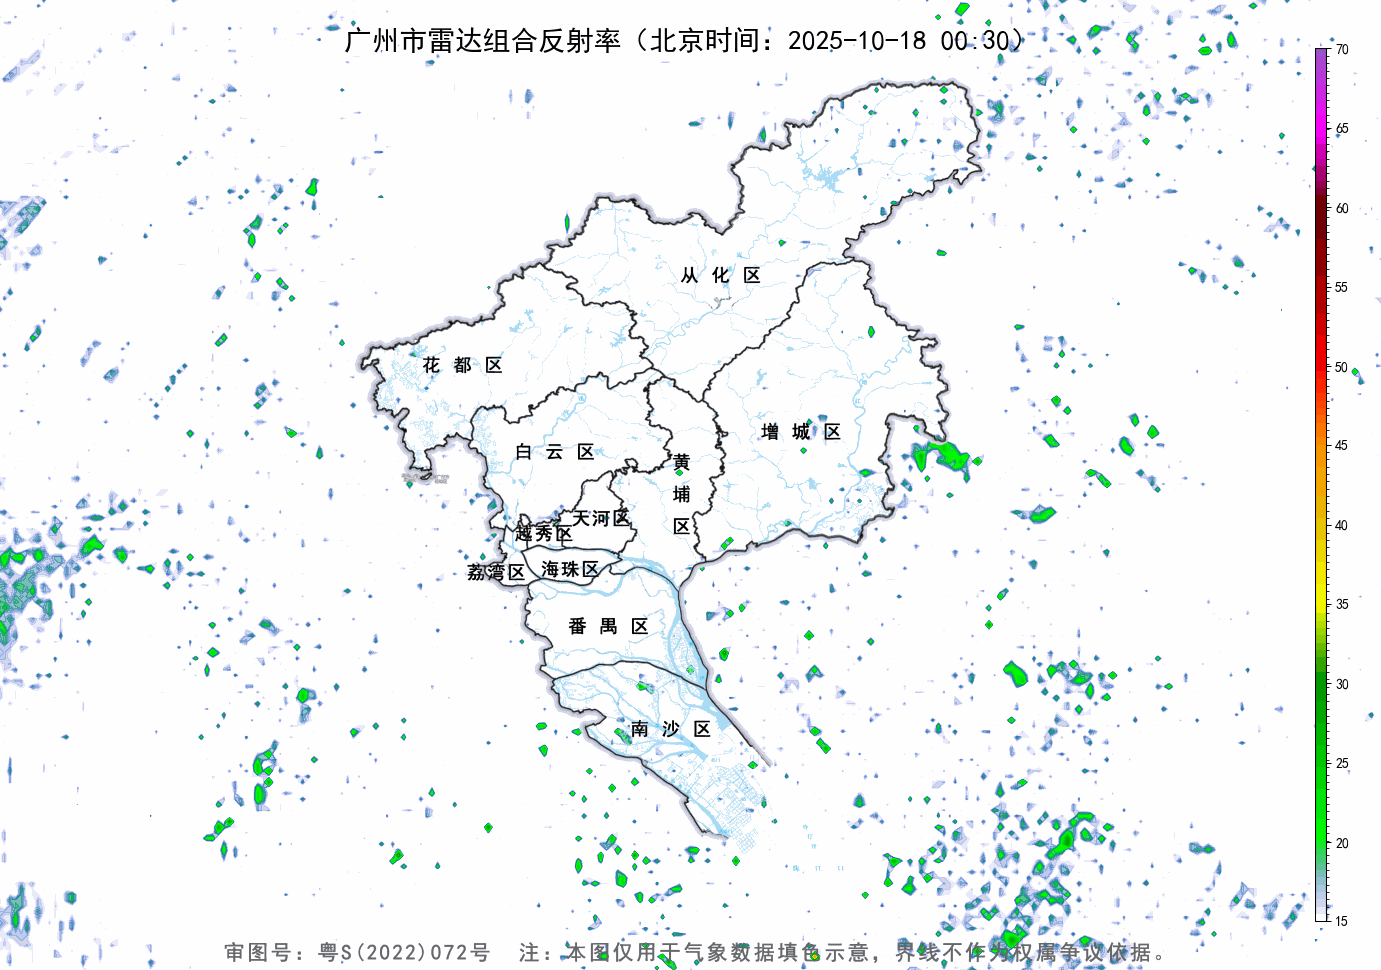 广州市雷达组合反射率（北京时间：2025-10-18 00:30）
70
65
60
55
50
45
40
35
30
25
20
15
从化区
花都区
增城区
白云区
黄埔区
天河区
越秀区
荔湾区
海珠区
番禺区
南沙区
审图号：粤S(2022)072号 注：本图仅用于气象数据填色示意，界线不作为权属争议依据。